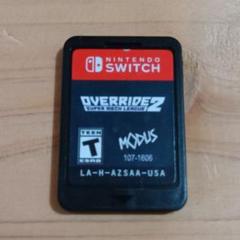 NINTENDO
SWITCH
OVERRIDE 2
SUPER MECH LEAGUE
TEEN
T
ESRB
MODUS
107-1606
LA-H-AZSAA-USA